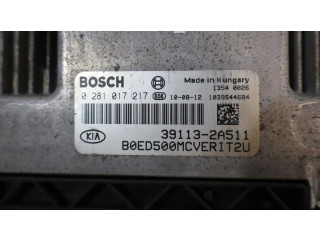 BOSCH Made in Hungary
1354 0026
0 281 017 217 10-08-12 1039S44684
KIA 39113-2A511
B0ED500MCVERIT2U